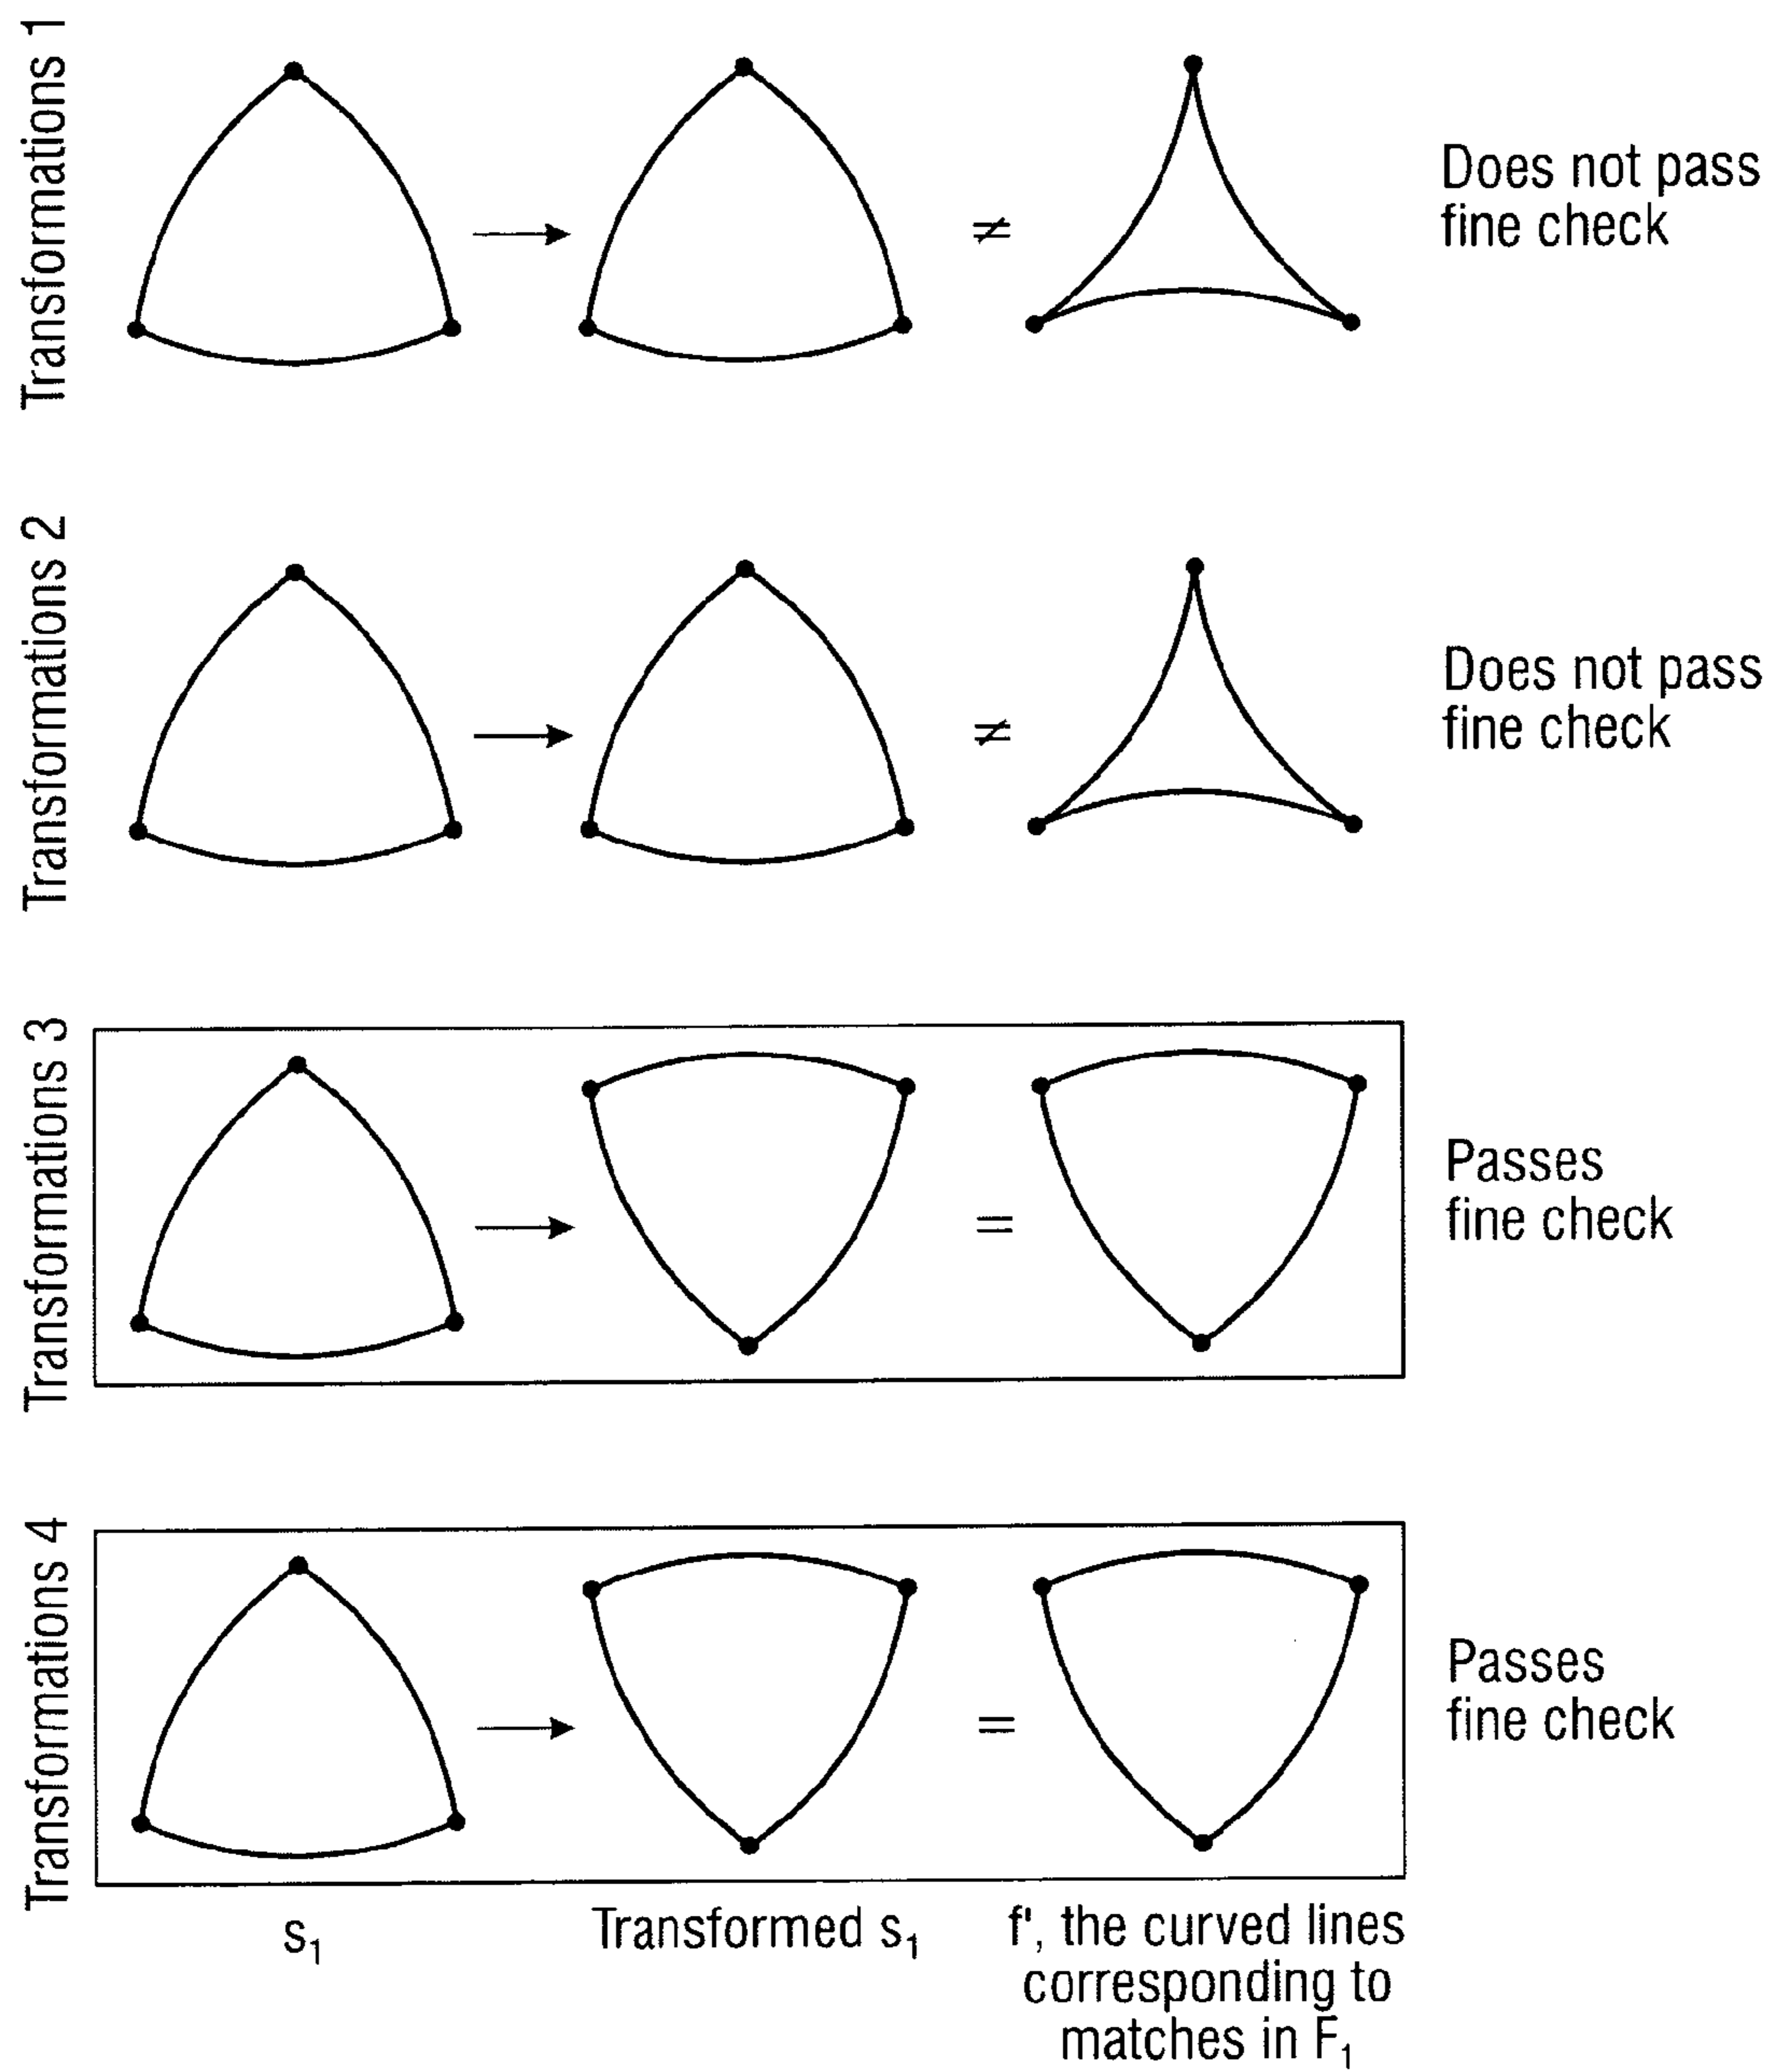 Transformations 1
≠
Does not pass
fine check
Transformations 2
≠
Does not pass
fine check
Transformations 3
=
Passes
fine check
Transformations 4
=
Passes
fine check
s₁
Transformed s₁
f', the curved lines
corresponding to
matches in F₁